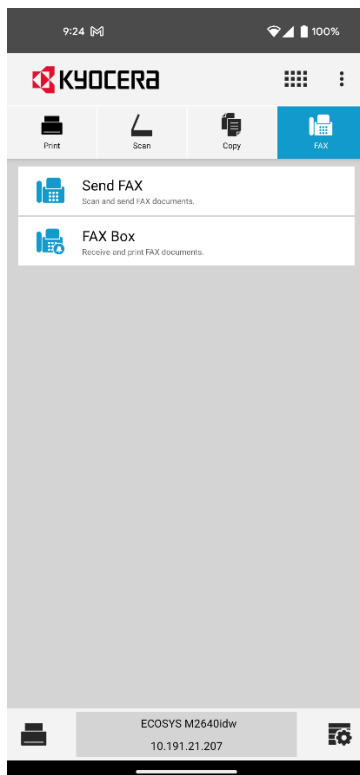 9:24
100%
KYOCERA
Print
Scan
Copy
FAX
Send FAX
Scan and send FAX documents.
FAX Box
Receive and print FAX documents.
ECOSYS M2640idw
10.191.21.207